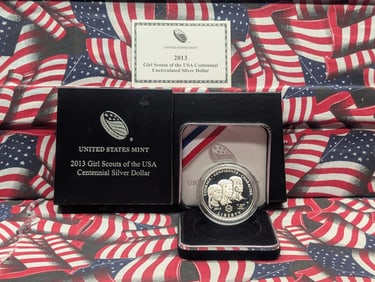 UNITED STATES MINT
2013
Girl Scouts of the USA Centennial
Uncirculated Silver Dollar
UNITED STATES MINT
2013 Girl Scouts of the USA
Centennial Silver Dollar
CONFIDENCE
LIBERTY